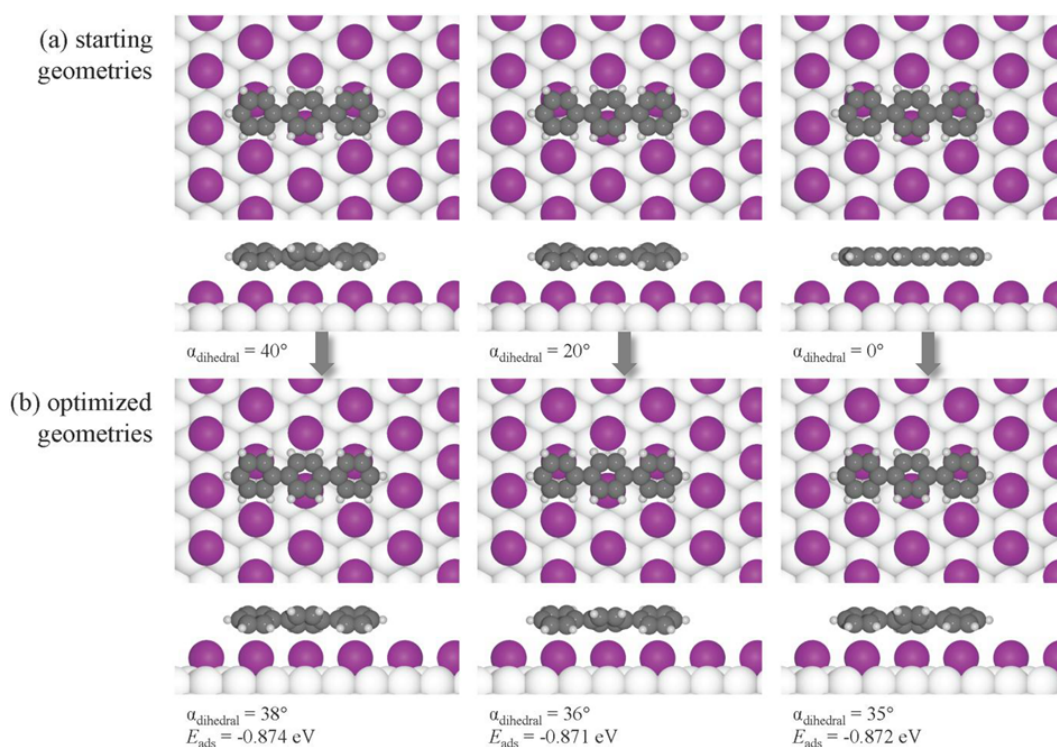 (a) starting
geometries
α_dihedral = 40°
α_dihedral = 20°
α_dihedral = 0°
(b) optimized
geometries
α_dihedral = 38°
E_ads = -0.874 eV
α_dihedral = 36°
E_ads = -0.871 eV
α_dihedral = 35°
E_ads = -0.872 eV